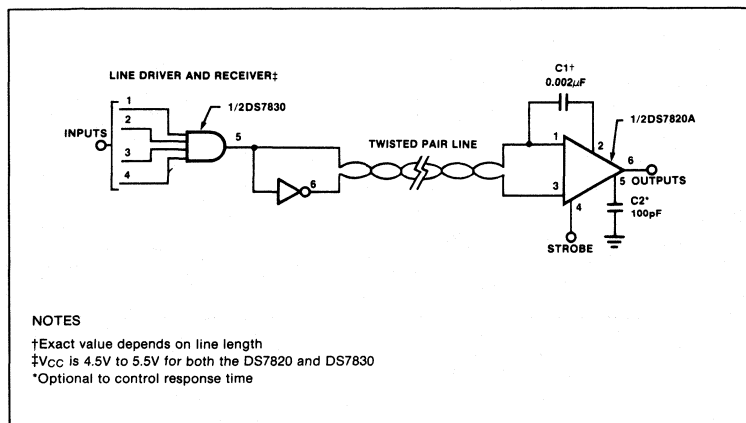 LINE DRIVER AND RECEIVER‡
1/2DS7830
INPUTS
1
2
3
4
5
6
TWISTED PAIR LINE
C1†
0.002µF
1/2DS7820A
1
2
3
4
5
6
OUTPUTS
C2*
100pF
STROBE
NOTES
†Exact value depends on line length
‡VCC is 4.5V to 5.5V for both the DS7820 and DS7830
*Optional to control response time